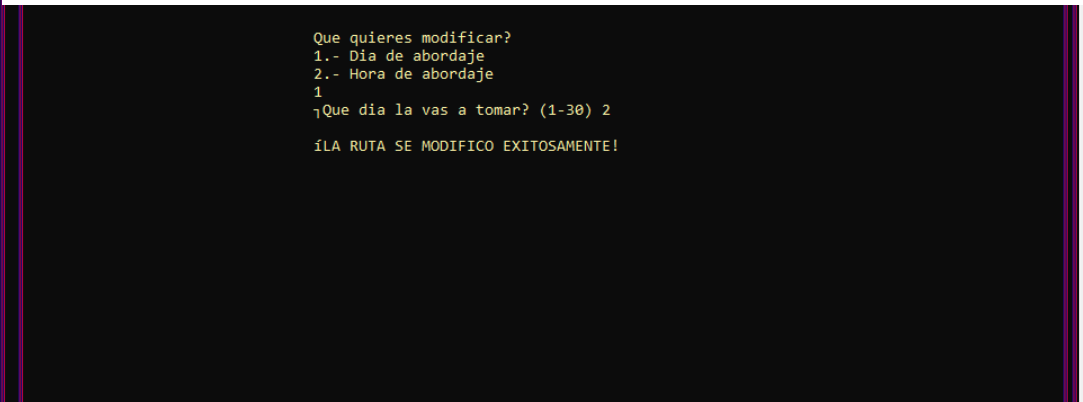 Que quieres modificar?
1.- Dia de abordaje
2.- Hora de abordaje
1
┐Que dia la vas a tomar? (1-30) 2
íLA RUTA SE MODIFICO EXITOSAMENTE!